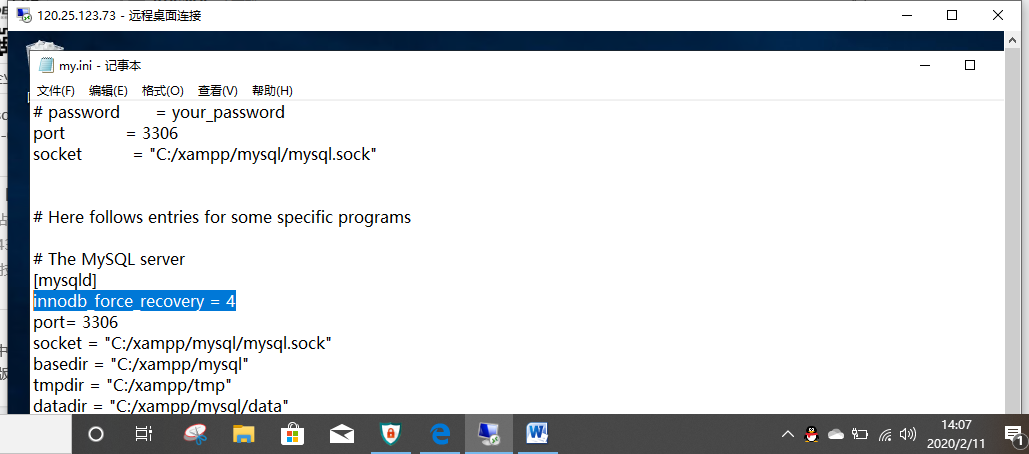 120.25.123.73 - 远程桌面连接
my.ini - 记事本
文件(F) 编辑(E) 格式(O) 查看(V) 帮助(H)
# password = your_password
port = 3306
socket = "C:/xampp/mysql/mysql.sock"
# Here follows entries for some specific programs
# The MySQL server
[mysqld]
innodb_force_recovery = 4
port= 3306
socket = "C:/xampp/mysql/mysql.sock"
basedir = "C:/xampp/mysql"
tmpdir = "C:/xampp/tmp"
datadir = "C:/xampp/mysql/data"
14:07
2020/2/11
1